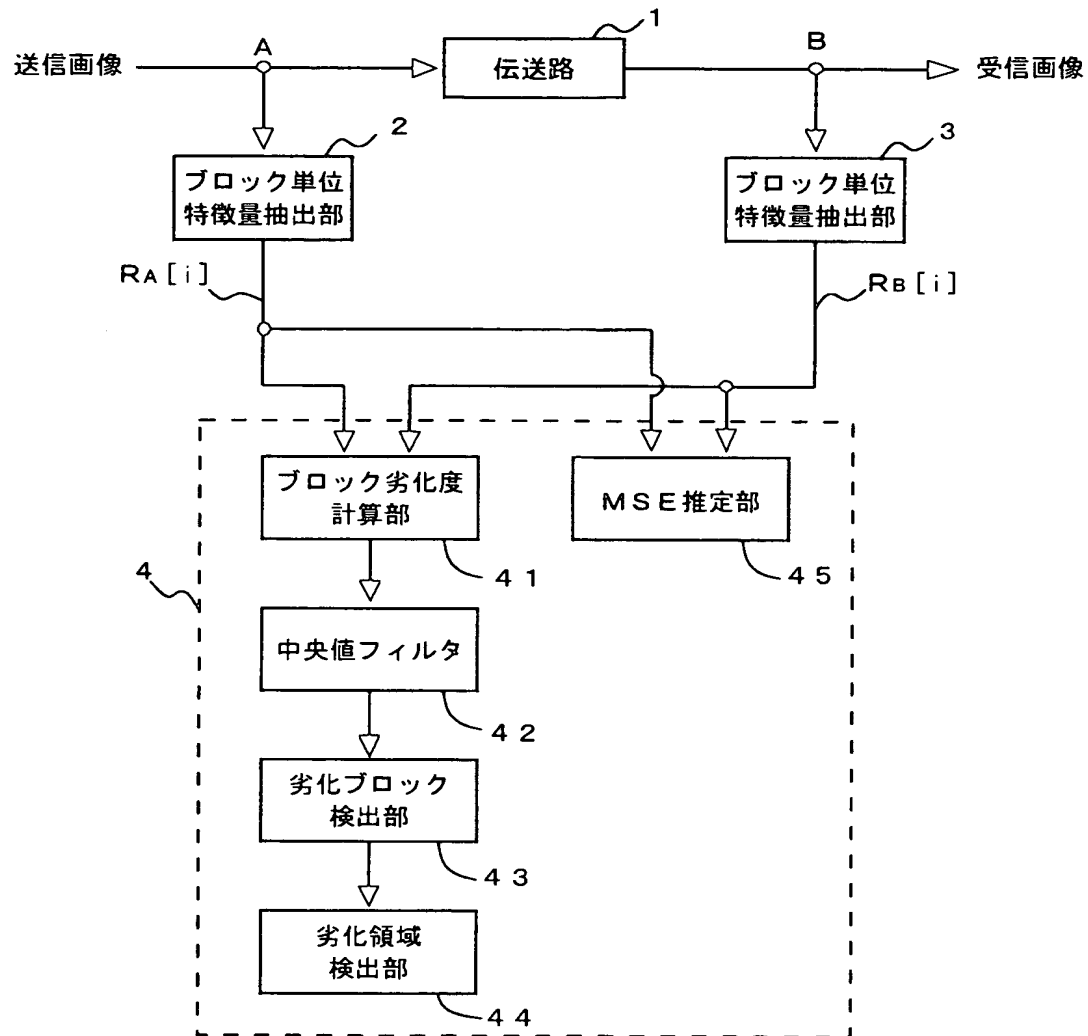 1
A
B
送信画像
伝送路
受信画像
2
3
ブロック単位
特徴量抽出部
ブロック単位
特徴量抽出部
RA[i]
RB[i]
ブロック劣化度
計算部
MSE推定部
41
45
4
中央値フィルタ
42
劣化ブロック
検出部
43
劣化領域
検出部
44